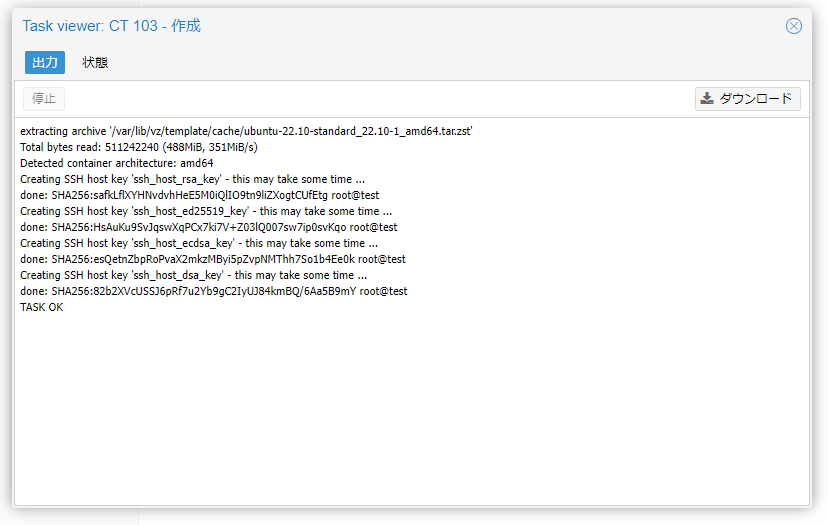 Task viewer: CT 103 - 作成
出力 状態
停止 ダウンロード
extracting archive '/var/lib/vz/template/cache/ubuntu-22.10-standard_22.10-1_amd64.tar.zst'
Total bytes read: 511242240 (488MiB, 351MiB/s)
Detected container architecture: amd64
Creating SSH host key 'ssh_host_rsa_key' - this may take some time ...
done: SHA256:safkLflXYHNvdvhHeE5M0iQlIO9tn9liZXogtCUfEtg root@test
Creating SSH host key 'ssh_host_ed25519_key' - this may take some time ...
done: SHA256:HsAuKu9SvJqswXqPCx7ki7V+Z03lQ007sw7ip0svKqo root@test
Creating SSH host key 'ssh_host_ecdsa_key' - this may take some time ...
done: SHA256:esQetnZbpRoPvaX2mkzMByi5pZvpNMThh7So1b4Ee0k root@test
Creating SSH host key 'ssh_host_dsa_key' - this may take some time ...
done: SHA256:82b2XVcUSSJ6pRf7u2Yb9gC2IyUJ84kmBQ/6Aa5B9mY root@test
TASK OK